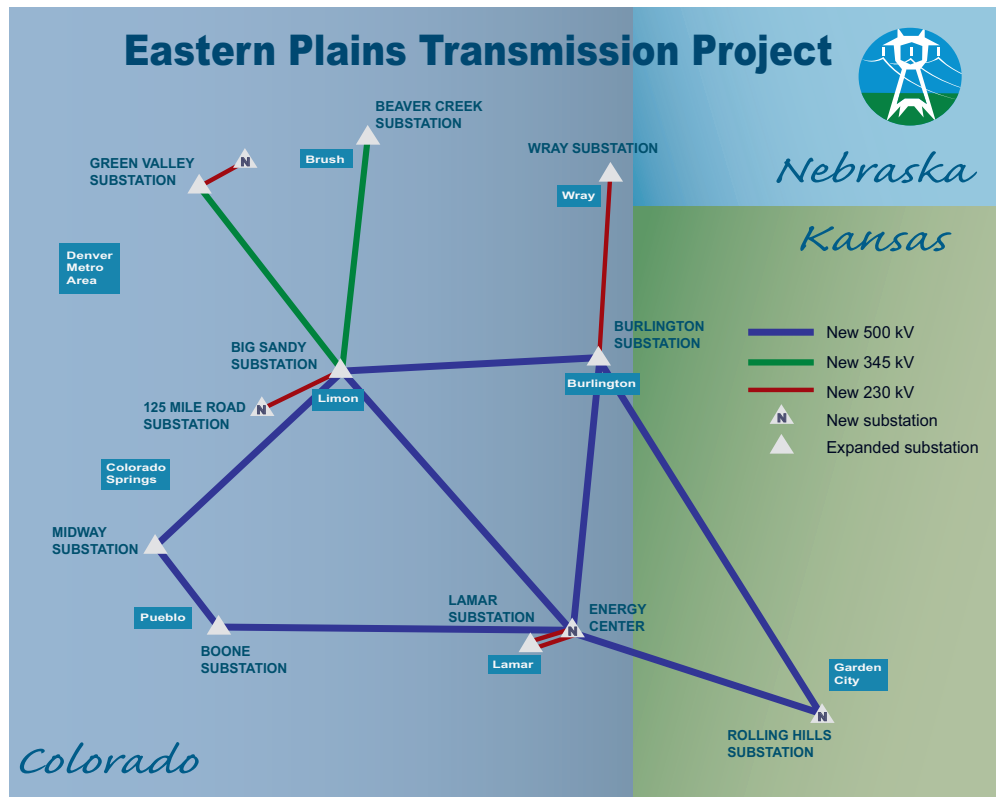 Eastern Plains Transmission Project
BEAVER CREEK
SUBSTATION
Brush
WRAY SUBSTATION
Nebraska
GREEN VALLEY
SUBSTATION
N
Wray
Kansas
Denver
Metro
Area
BURLINGTON
SUBSTATION
New 500 kV
BIG SANDY
SUBSTATION
New 345 kV
Burlington
New 230 kV
Limon
125 MILE ROAD
SUBSTATION
N
N
New substation
Expanded substation
Colorado
Springs
MIDWAY
SUBSTATION
LAMAR
SUBSTATION
ENERGY
CENTER
N
Pueblo
BOONE
SUBSTATION
Lamar
Garden
City
N
ROLLING HILLS
SUBSTATION
Colorado